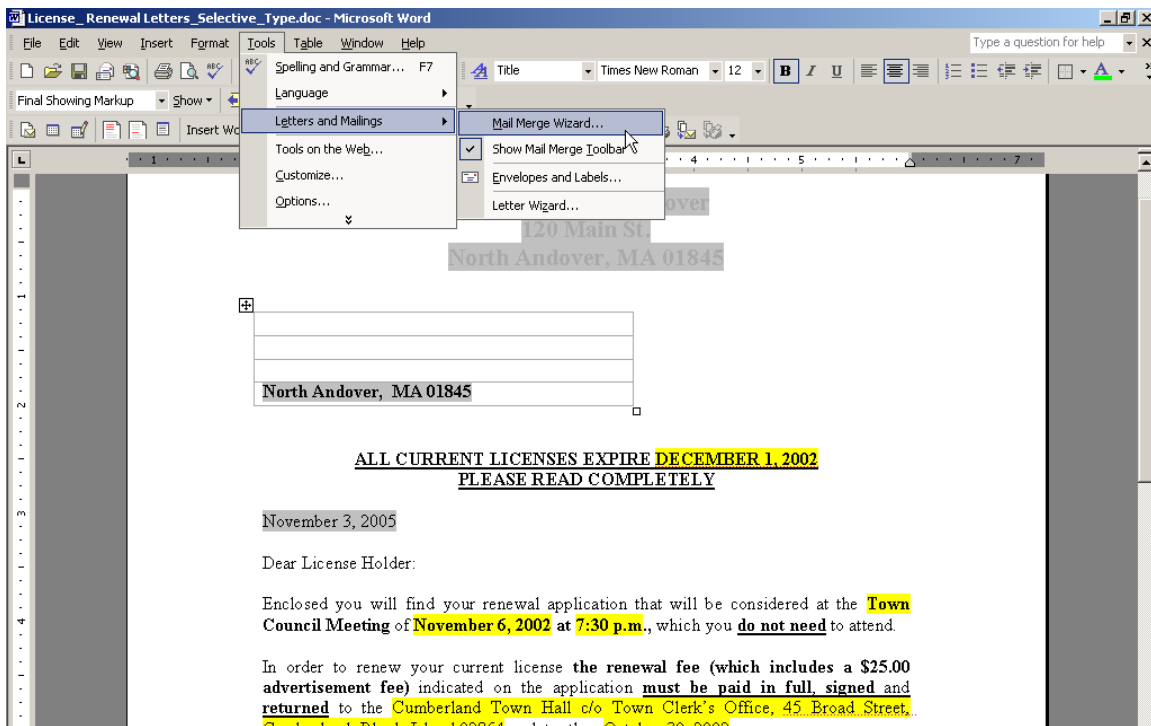 License_ Renewal Letters_Selective_Type.doc - Microsoft Word
File Edit View Insert Format Tools Table Window Help Type a question for help
Spelling and Grammar... F7
Title Times New Roman 12 B I U
Final Showing Markup Show
Language
Letters and Mailings
Mail Merge Wizard...
Insert Wo
Tools on the Web...
Show Mail Merge Toolbar
Customize...
Envelopes and Labels...
Options...
Letter Wizard...
over
120 Main St.
North Andover, MA 01845
North Andover, MA 01845
ALL CURRENT LICENSES EXPIRE DECEMBER 1, 2002
PLEASE READ COMPLETELY
November 3, 2005
Dear License Holder:
Enclosed you will find your renewal application that will be considered at the Town
Council Meeting of November 6, 2002 at 7:30 p.m., which you do not need to attend.
In order to renew your current license the renewal fee (which includes a $25.00
advertisement fee) indicated on the application must be paid in full, signed and
returned to the Cumberland Town Hall c/o Town Clerk's Office, 45 Broad Street,